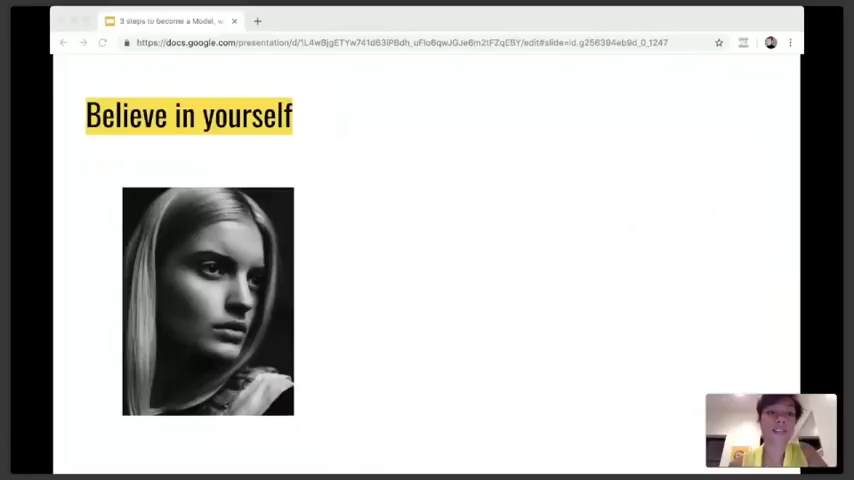 3 steps to become a Model, w
https://docs.google.com/presentation/d/1L4wBjgETYw741d63iPBdh_uFlo6qwJGJe6m2tFZqEBY/edit#slide=id.g256394eb9d_0_1247
Believe in yourself